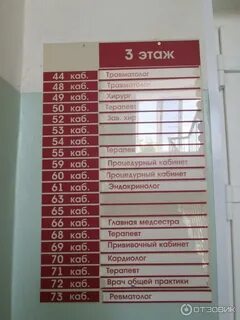 3 этаж
44 каб. Травматолог
48 каб. Травматолог
49 каб. Хирург
50 каб. Терапевт
52 каб. Зав. хир
53 каб.
54 каб.
55 каб. Терапевт
59 каб. Процедурный кабинет
60 каб. Процедурный кабинет
61 каб. Эндокринолог
63 каб.
65 каб.
66 каб. Главная медсестра
68 каб. Терапевт
69 каб. Прививочный кабинет
70 каб. Кардиолог
71 каб. Терапевт
72 каб. Врач общей практики
73 каб. Ревматолог
ОТЗОВИК